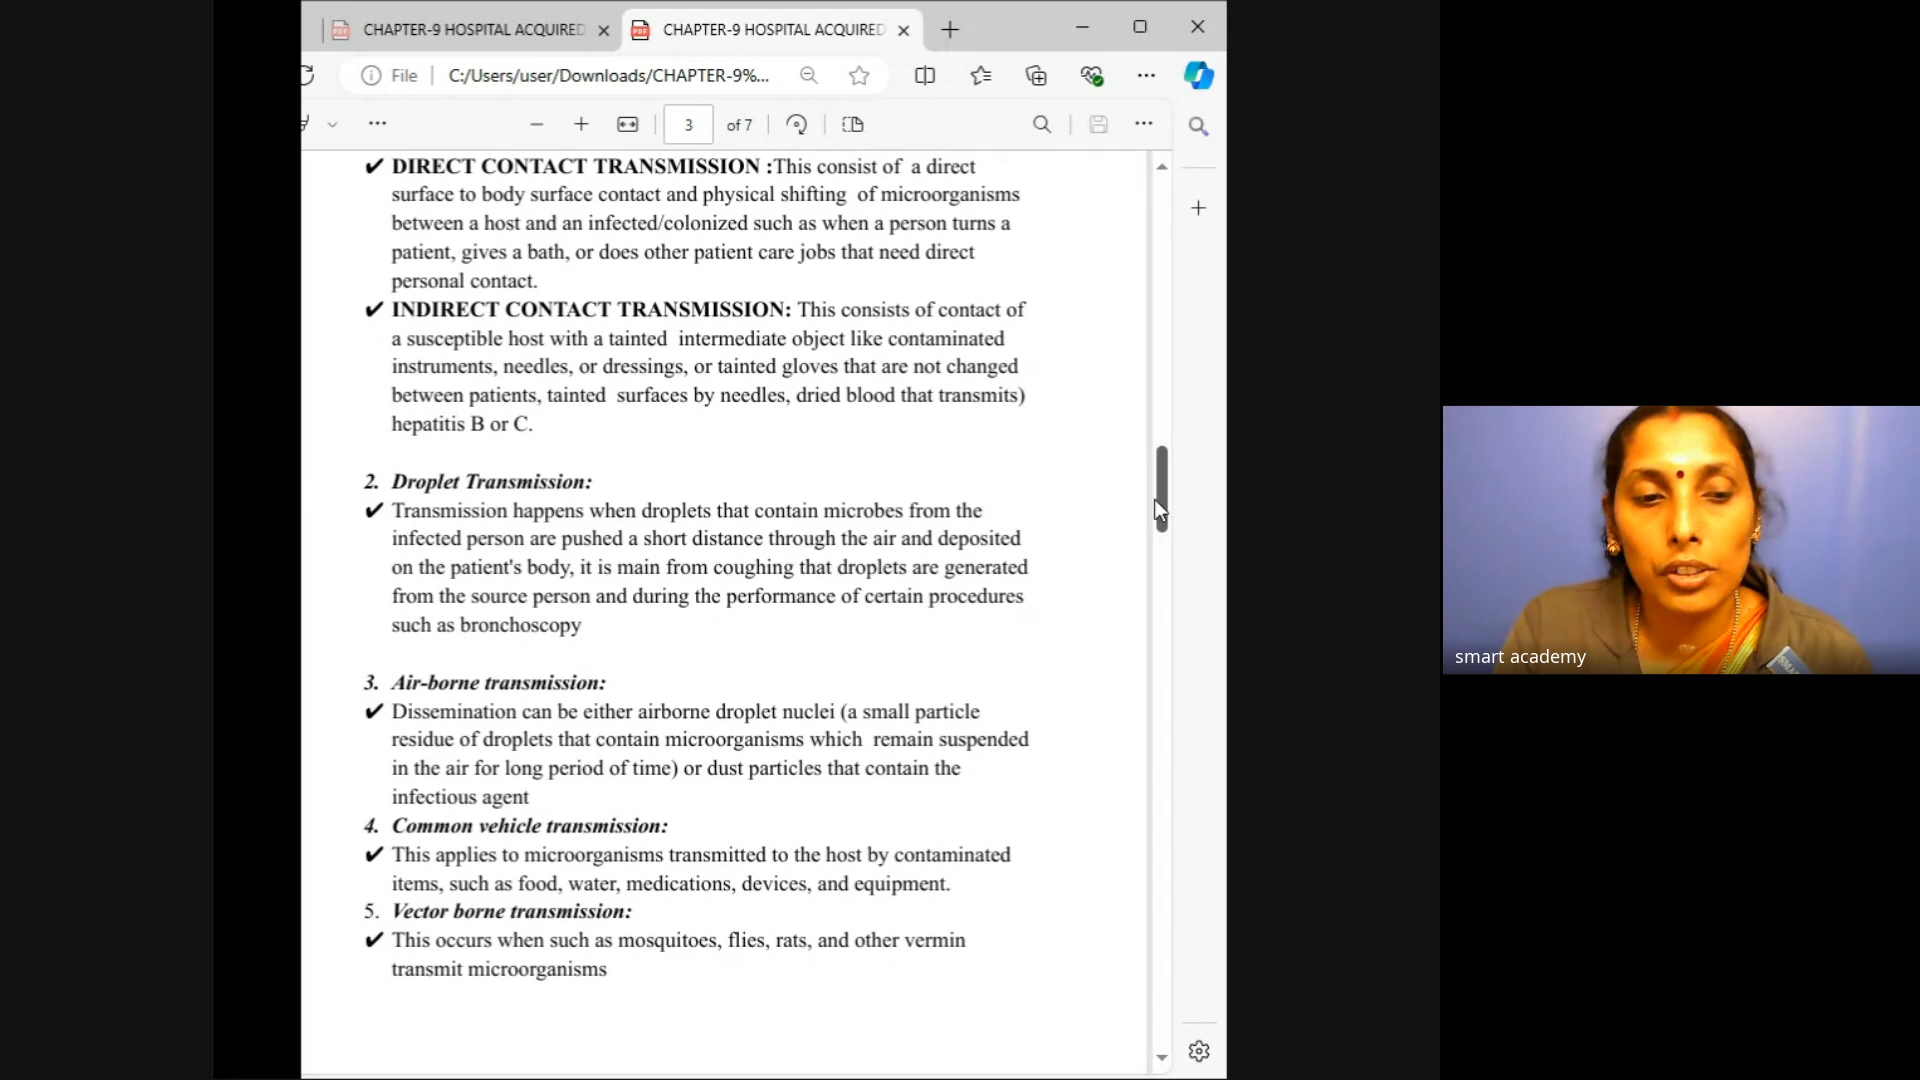 CHAPTER-9 HOSPITAL ACQUIRED
CHAPTER-9 HOSPITAL ACQUIRED
File
C:/Users/user/Downloads/CHAPTER-9%...
3 of 7
✔ DIRECT CONTACT TRANSMISSION :This consist of a direct
surface to body surface contact and physical shifting of microorganisms
between a host and an infected/colonized such as when a person turns a
patient, gives a bath, or does other patient care jobs that need direct
personal contact.
✔ INDIRECT CONTACT TRANSMISSION: This consists of contact of
a susceptible host with a tainted intermediate object like contaminated
instruments, needles, or dressings, or tainted gloves that are not changed
between patients, tainted surfaces by needles, dried blood that transmits)
hepatitis B or C.
2. Droplet Transmission:
✔ Transmission happens when droplets that contain microbes from the
infected person are pushed a short distance through the air and deposited
on the patient's body, it is main from coughing that droplets are generated
from the source person and during the performance of certain procedures
such as bronchoscopy
3. Air-borne transmission:
✔ Dissemination can be either airborne droplet nuclei (a small particle
residue of droplets that contain microorganisms which remain suspended
in the air for long period of time) or dust particles that contain the
infectious agent
4. Common vehicle transmission:
✔ This applies to microorganisms transmitted to the host by contaminated
items, such as food, water, medications, devices, and equipment.
5. Vector borne transmission:
✔ This occurs when such as mosquitoes, flies, rats, and other vermin
transmit microorganisms
smart academy